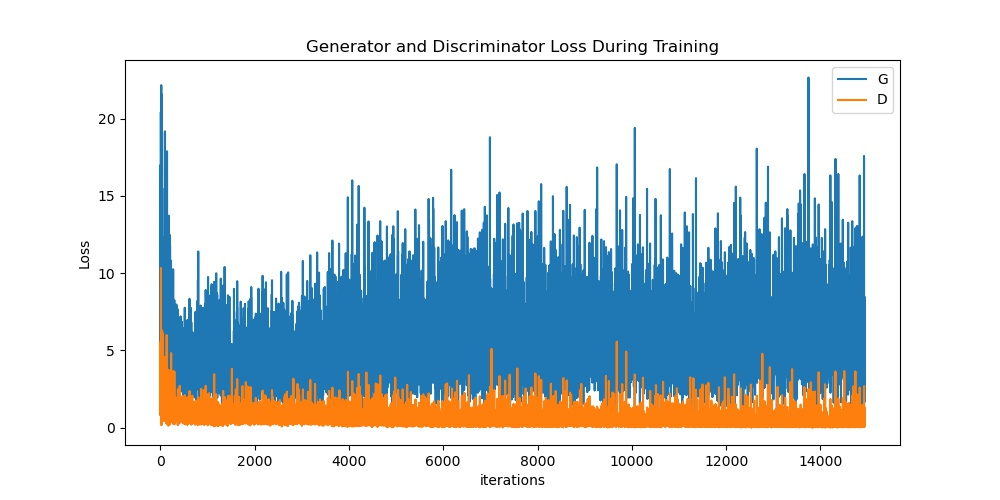 Generator and Discriminator Loss During Training
G
D
20
15
10
5
0
Loss
0 2000 4000 6000 8000 10000 12000 14000
iterations